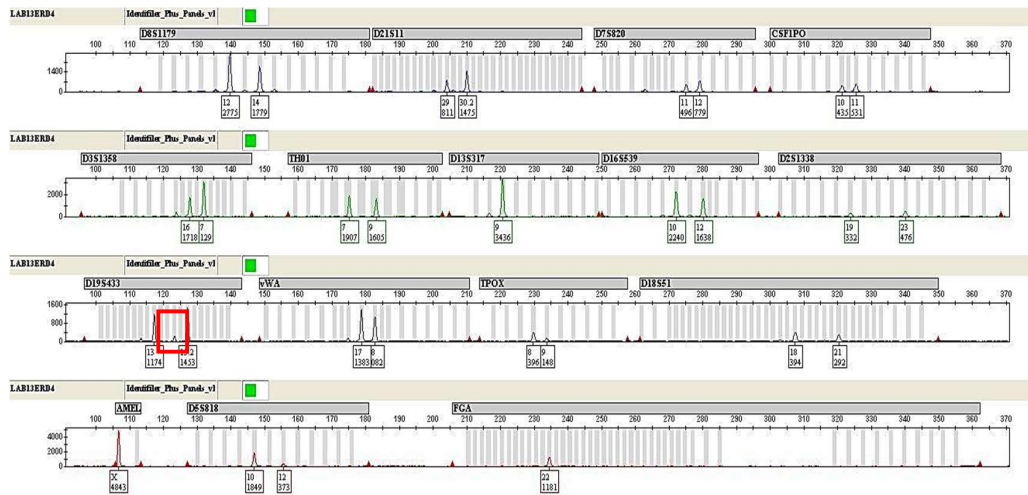 LAB13ERD4 Identifiler_Plus_Panels_v1
D8S1179 D21S11 D7S820 CSF1PO
100 110 120 130 140 150 160 170 180 190 200 210 220 230 240 250 260 270 280 290 300 310 320 330 340 350 360 370
1400
0
12 14 29 30.2 11 12 10 11
2775 1779 811 1475 496 779 435 531
LAB13ERD4 Identifiler_Plus_Panels_v1
D3S1358 TH01 D13S317 D16S539 D2S1338
100 110 120 130 140 150 160 170 180 190 200 210 220 230 240 250 260 270 280 290 300 310 320 330 340 350 360 370
2000
0
16 7 7 9 9 10 12 19 23
1718 129 1907 1605 3436 2240 1638 332 476
LAB13ERD4 Identifiler_Plus_Panels_v1
D19S433 vWA TPOX D18S51
100 110 120 130 140 150 160 170 180 190 200 210 220 230 240 250 260 270 280 290 300 310 320 330 340 350 360 370
1600
800
0
13 17 8 8 9 18 21
1174 1453 1383 082 396 148 394 292
LAB13ERD4 Identifiler_Plus_Panels_v1
AMEL D5S818 FGA
100 110 120 130 140 150 160 170 180 190 200 210 220 230 240 250 260 270 280 290 300 310 320 330 340 350 360 370
4000
2000
0
X 10 12 22
4843 1849 373 1181